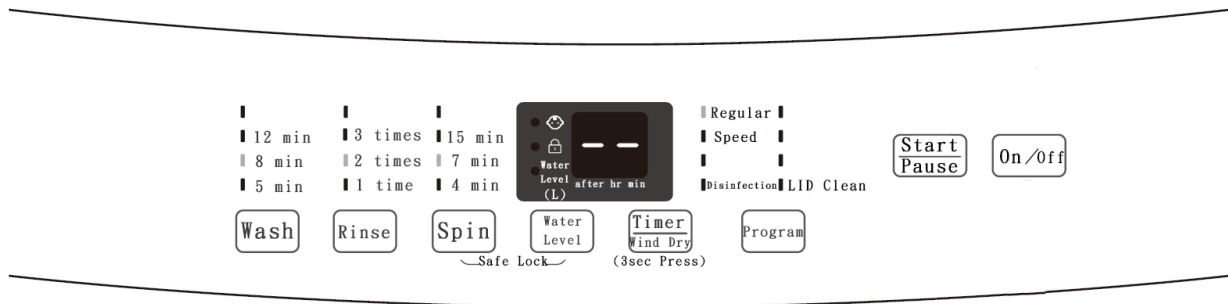 12 min
8 min
5 min
3 times
2 times
1 time
15 min
7 min
4 min
Water
Level
(L)
after hr min
Regular
Speed
Disinfection
LID Clean
Start
Pause
On/Off
Wash
Rinse
Spin
Water
Level
Timer
Wind Dry
Program
Safe Lock
(3sec Press)